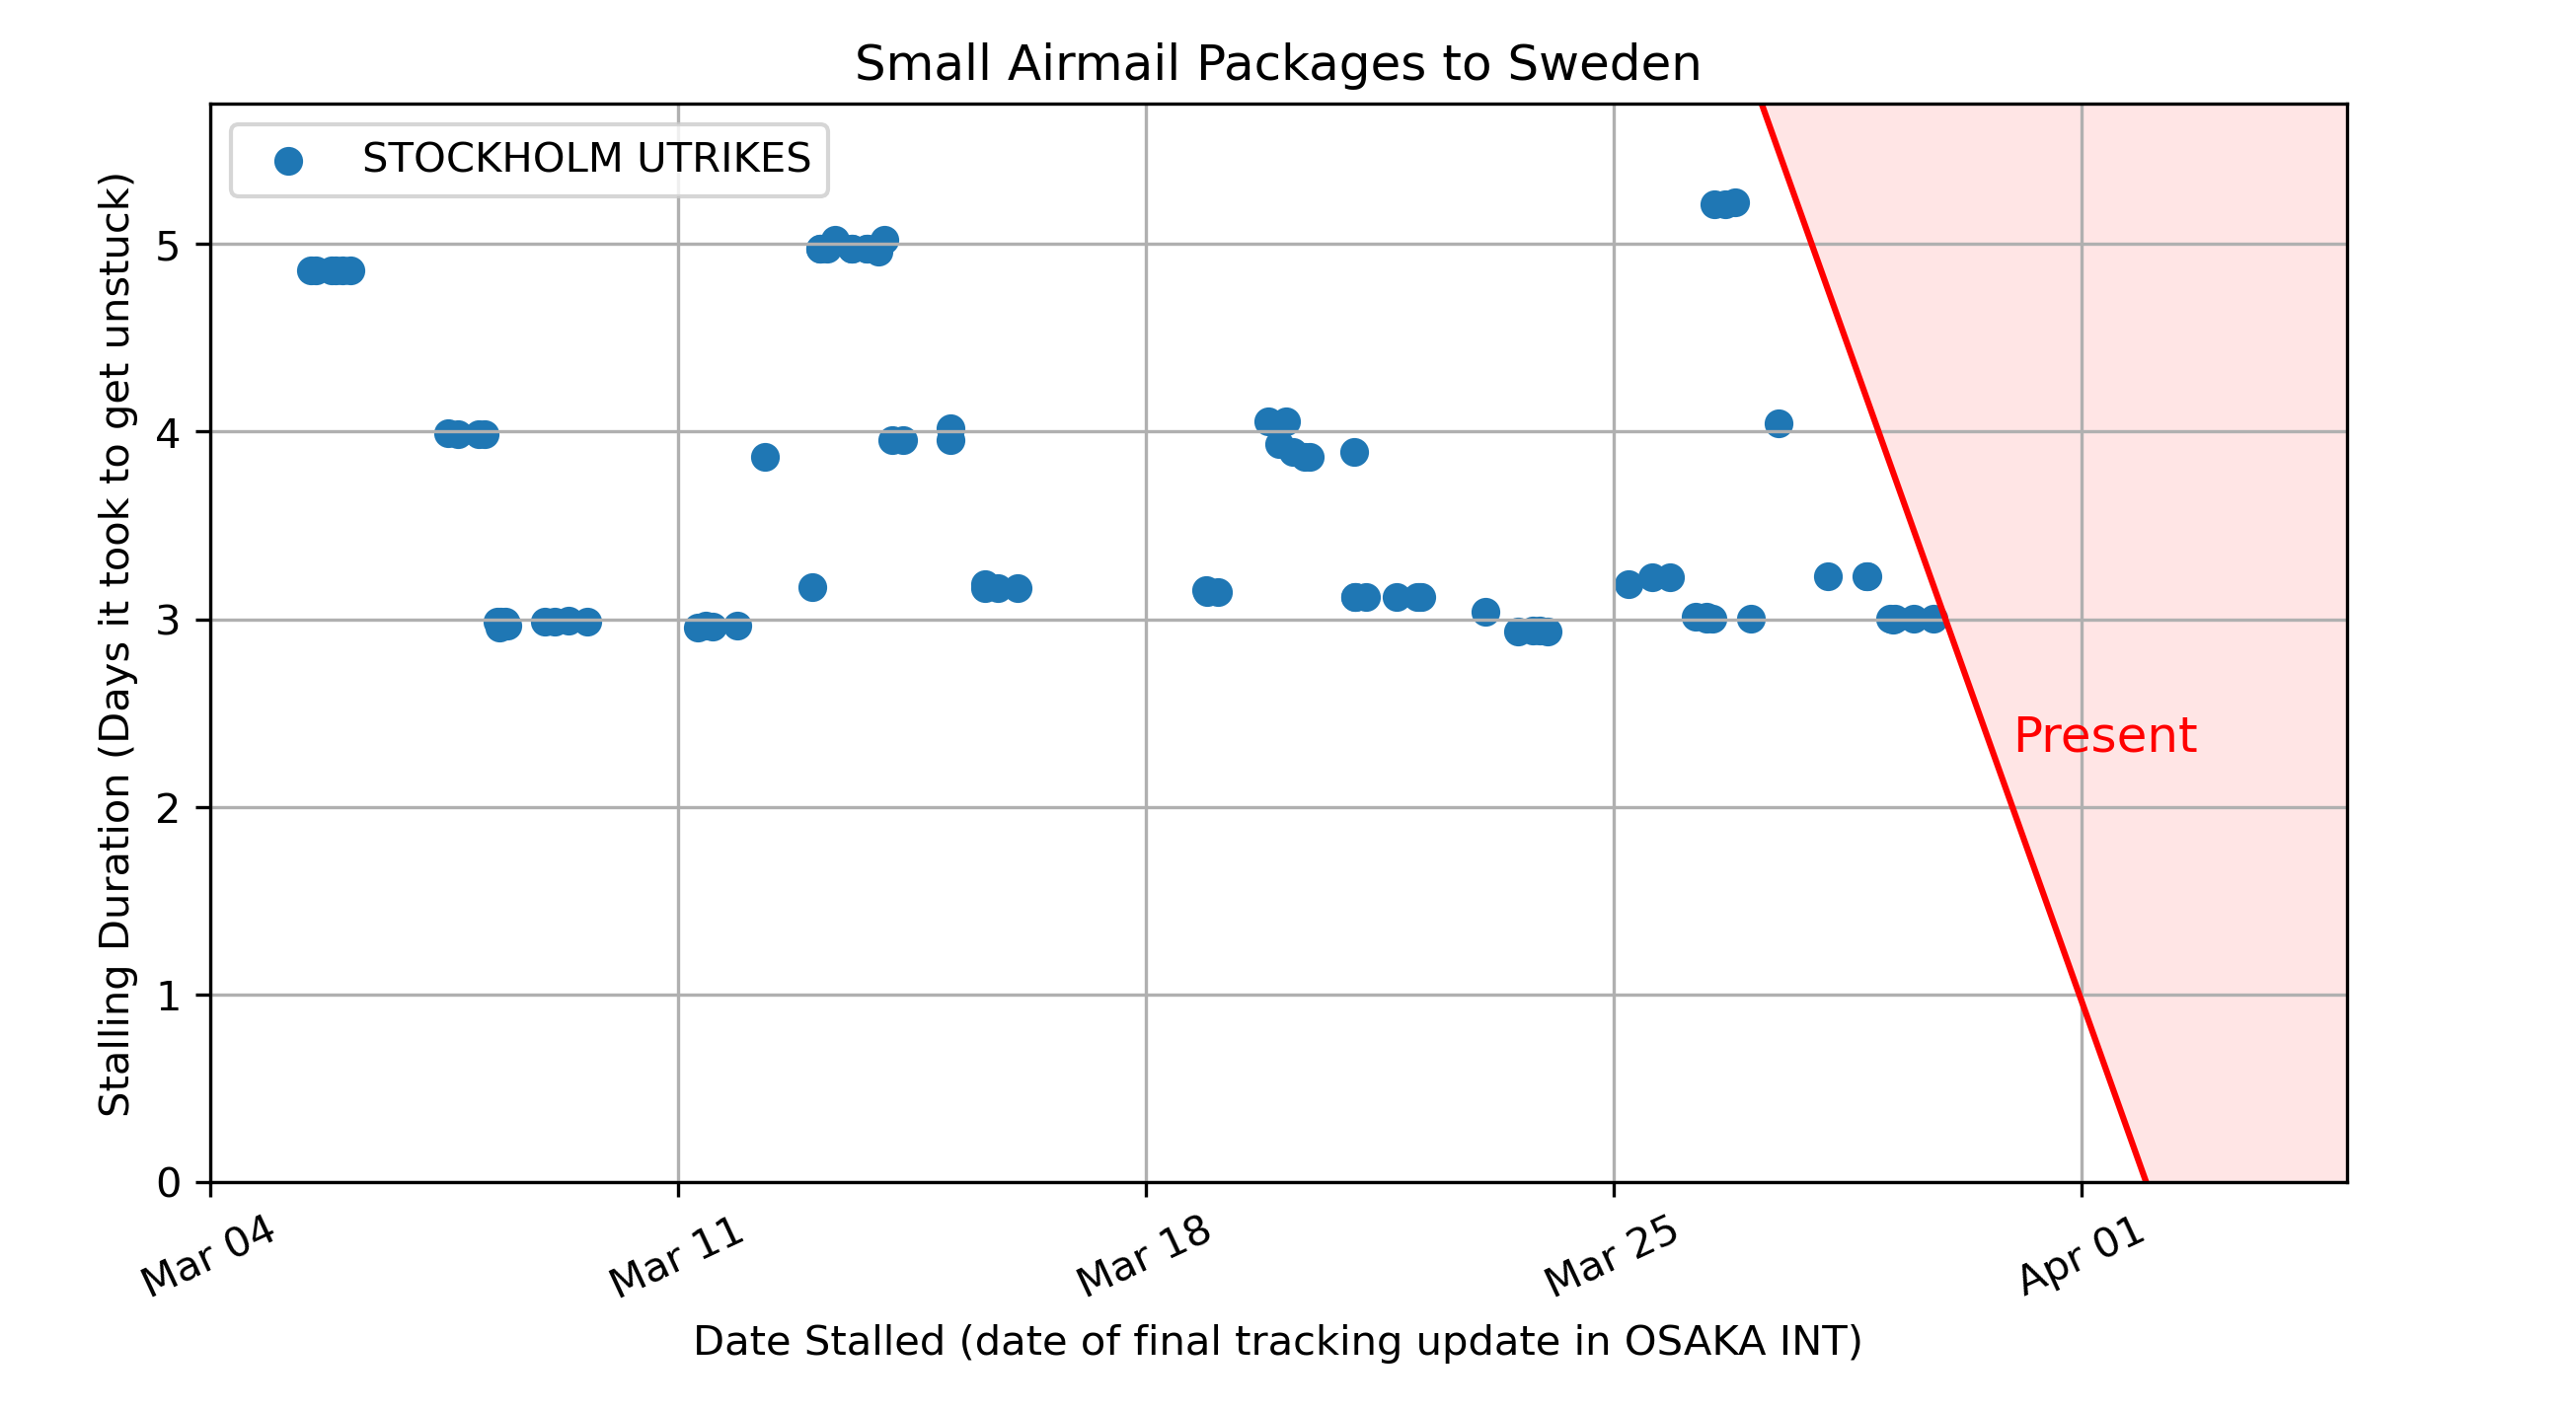 Small Airmail Packages to Sweden
STOCKHOLM UTRIKES
Stalling Duration (Days it took to get unstuck)
5
4
3
2
1
0
Present
Mar 04
Mar 11
Mar 18
Mar 25
Apr 01
Date Stalled (date of final tracking update in OSAKA INT)